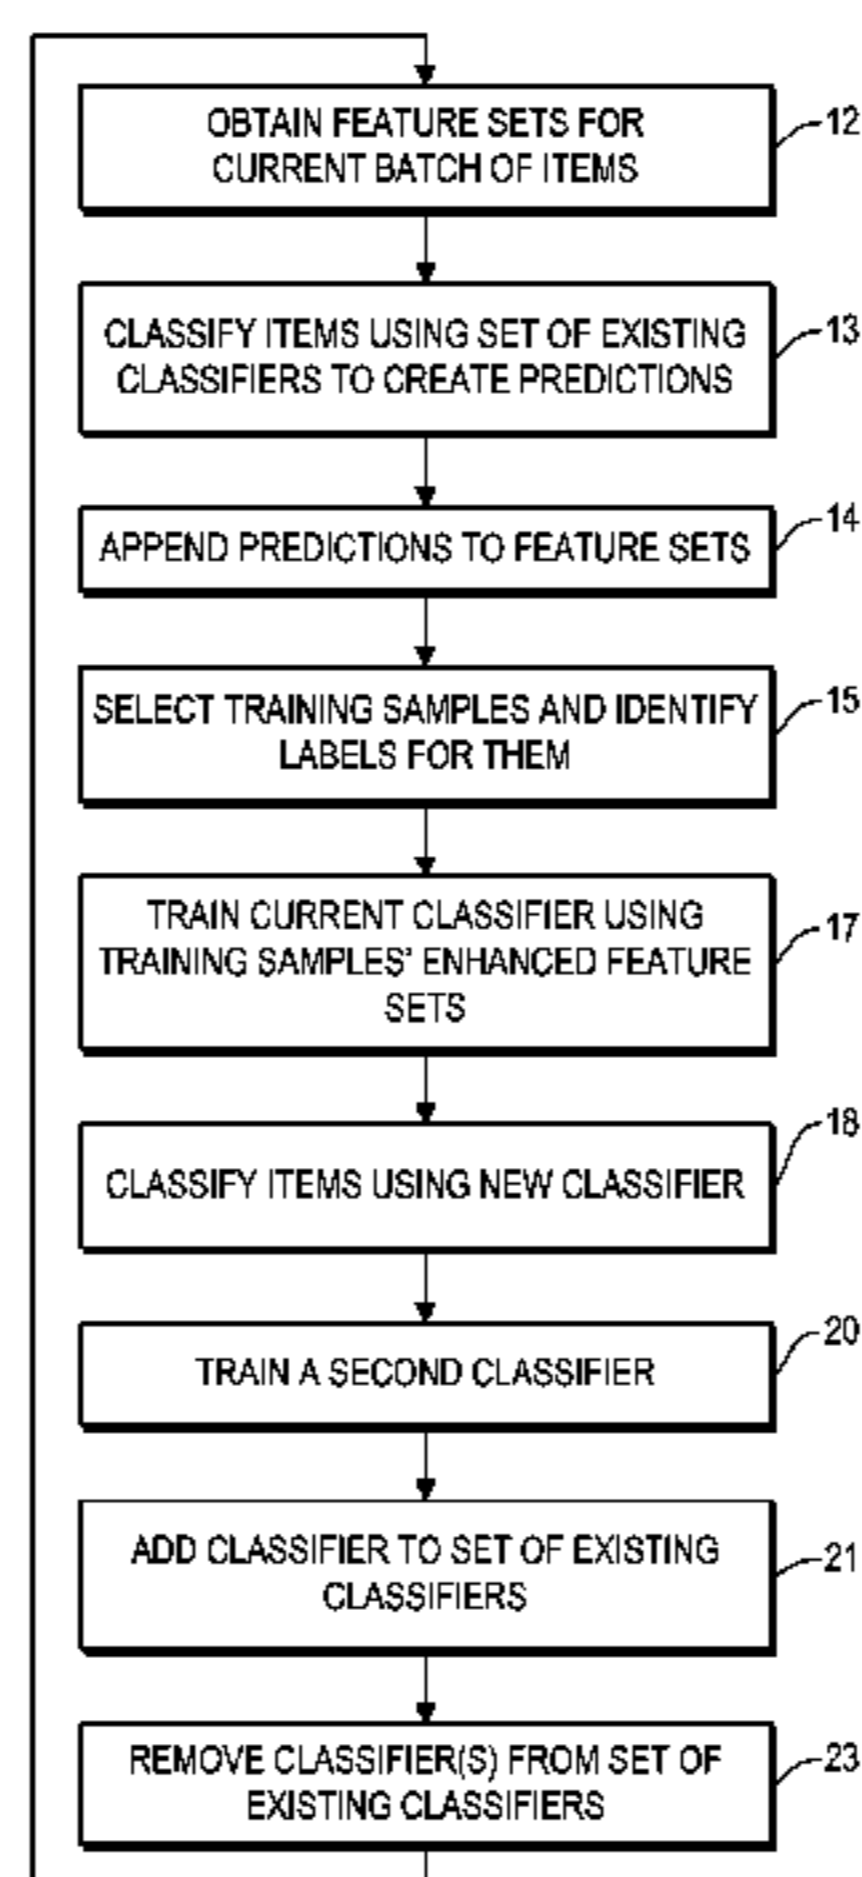 OBTAIN FEATURE SETS FOR
CURRENT BATCH OF ITEMS
12
CLASSIFY ITEMS USING SET OF EXISTING
CLASSIFIERS TO CREATE PREDICTIONS
13
APPEND PREDICTIONS TO FEATURE SETS
14
SELECT TRAINING SAMPLES AND IDENTIFY
LABELS FOR THEM
15
TRAIN CURRENT CLASSIFIER USING
TRAINING SAMPLES' ENHANCED FEATURE
SETS
17
CLASSIFY ITEMS USING NEW CLASSIFIER
18
TRAIN A SECOND CLASSIFIER
20
ADD CLASSIFIER TO SET OF EXISTING
CLASSIFIERS
21
REMOVE CLASSIFIER(S) FROM SET OF
EXISTING CLASSIFIERS
23